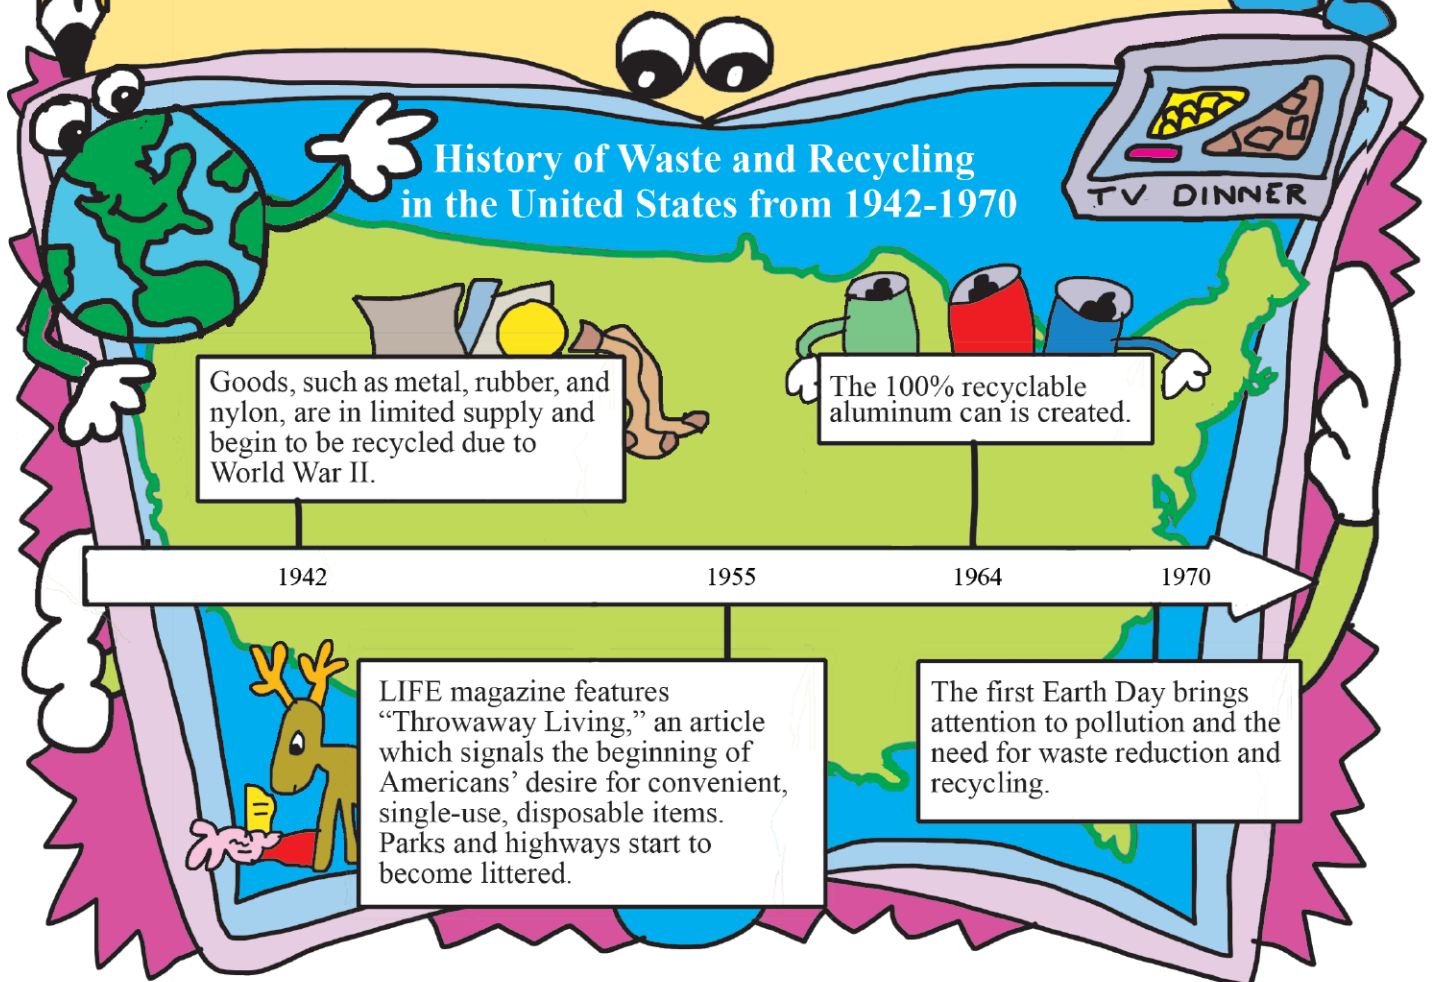 History of Waste and Recycling
in the United States from 1942-1970
TV DINNER
Goods, such as metal, rubber, and
nylon, are in limited supply and
begin to be recycled due to
World War II.
The 100% recyclable
aluminum can is created.
1942
1955
1964
1970
LIFE magazine features
“Throwaway Living,” an article
which signals the beginning of
Americans’ desire for convenient,
single-use, disposable items.
Parks and highways start to
become littered.
The first Earth Day brings
attention to pollution and the
need for waste reduction and
recycling.